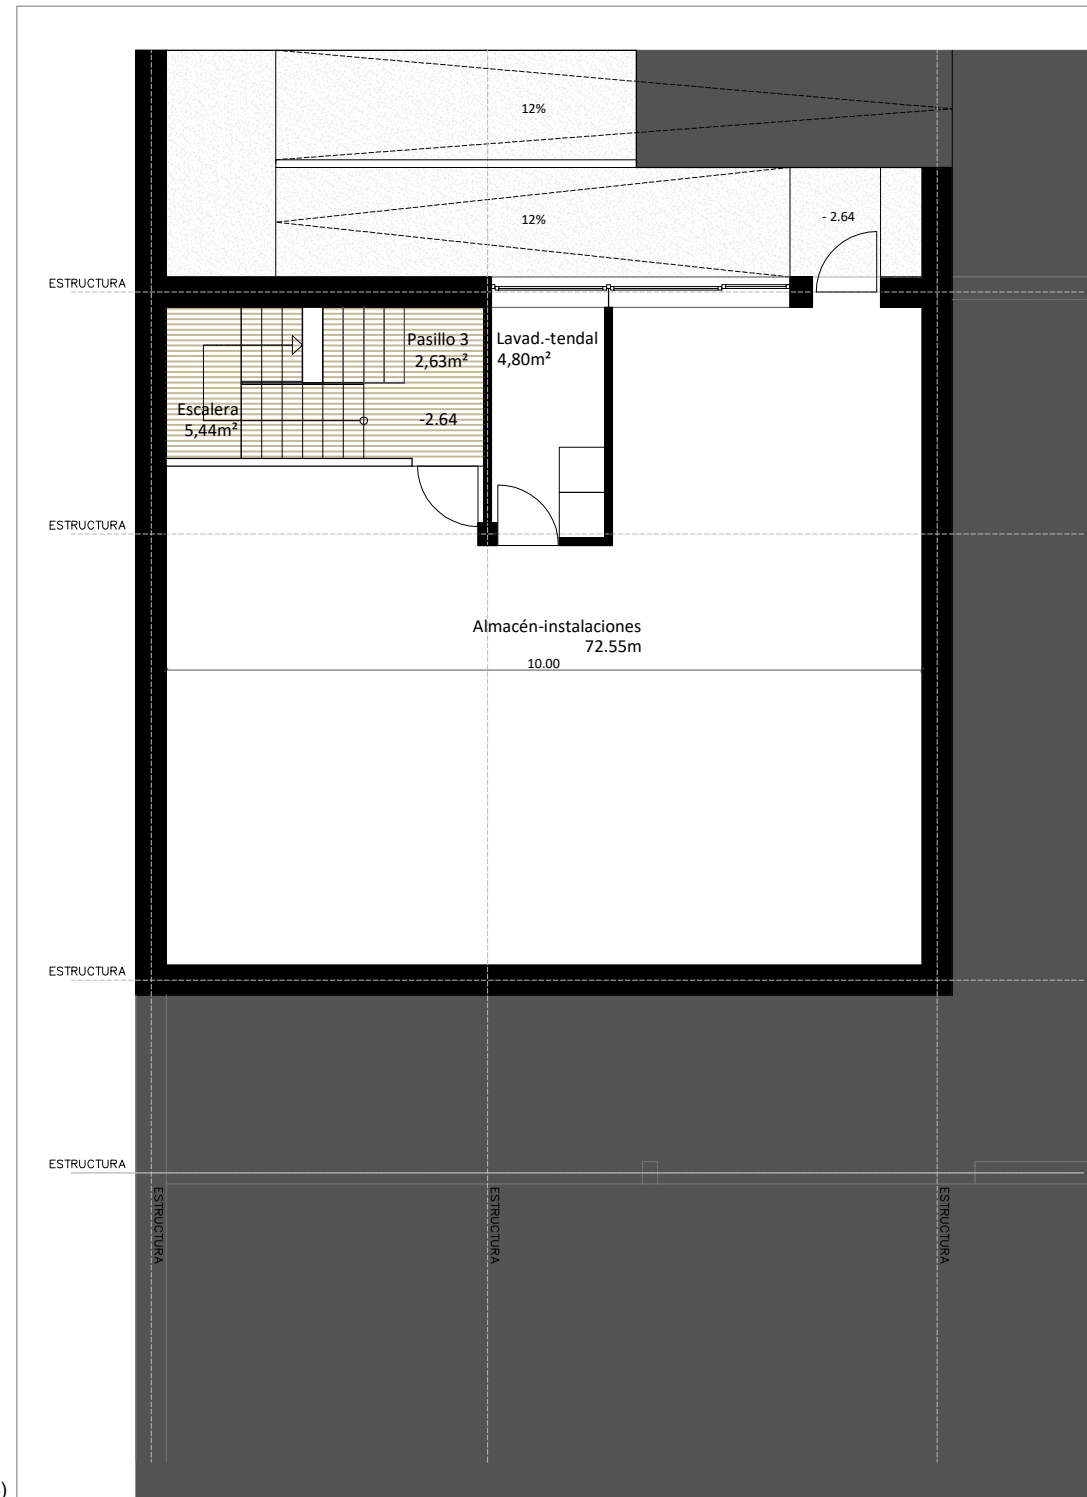 12%
12%
- 2.64
ESTRUCTURA
Pasillo 3
2,63m²
Lavad.-tendal
4,80m²
Escalera
5,44m²
-2.64
ESTRUCTURA
Almacén-instalaciones
72.55m
10.00
ESTRUCTURA
ESTRUCTURA
ESTRUCTURA
ESTRUCTURA
ESTRUCTURA
)